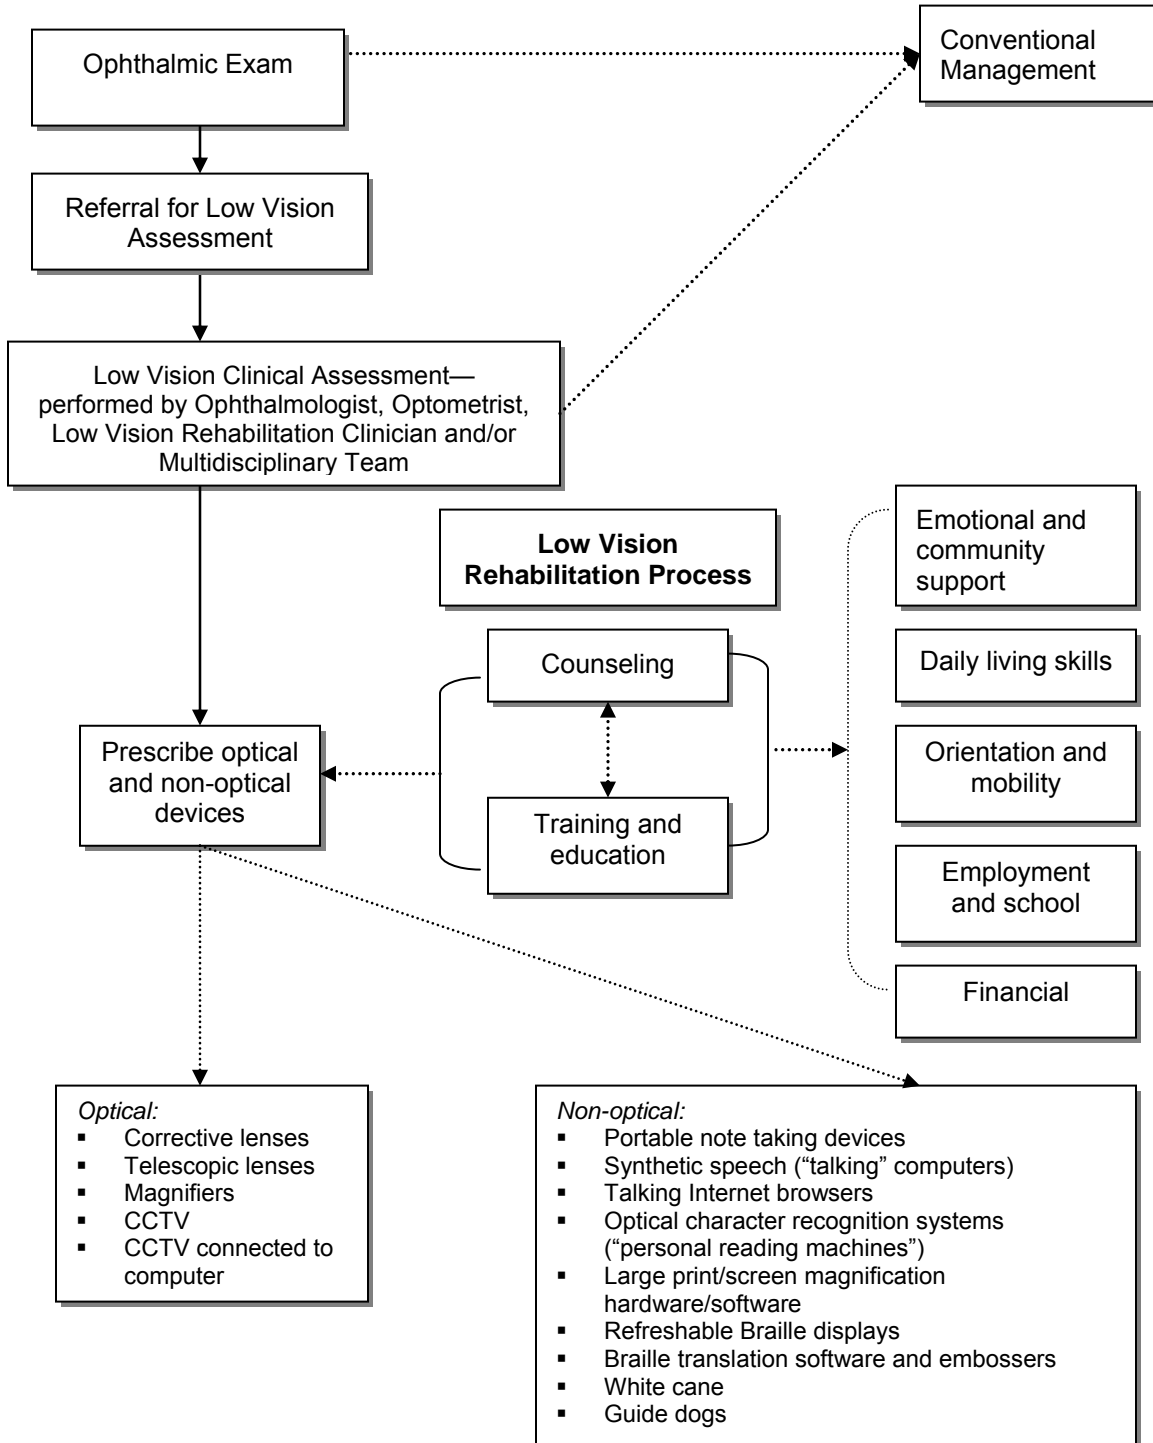 Ophthalmic Exam
Conventional
Management
Referral for Low Vision
Assessment
Low Vision Clinical Assessment—
performed by Ophthalmologist, Optometrist,
Low Vision Rehabilitation Clinician and/or
Multidisciplinary Team
Low Vision
Rehabilitation Process
Emotional and
community
support
Counseling
Daily living skills
Prescribe optical
and non-optical
devices
Orientation and
mobility
Training and
education
Employment
and school
Financial
Optical:
▪ Corrective lenses
▪ Telescopic lenses
▪ Magnifiers
▪ CCTV
▪ CCTV connected to
computer
Non-optical:
▪ Portable note taking devices
▪ Synthetic speech (“talking” computers)
▪ Talking Internet browsers
▪ Optical character recognition systems
(“personal reading machines”)
▪ Large print/screen magnification
hardware/software
▪ Refreshable Braille displays
▪ Braille translation software and embossers
▪ White cane
▪ Guide dogs